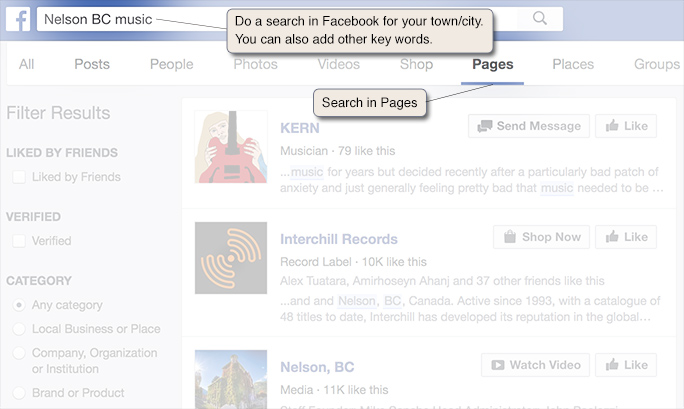 f
Nelson BC music
Do a search in Facebook for your town/city.
You can also add other key words.
All Posts People Photos Videos Shop Pages Places Groups
Search in Pages
Filter Results
LIKED BY FRIENDS
Liked by Friends
VERIFIED
Verified
CATEGORY
Any category
Local Business or Place
Company, Organization
or Institution
Brand or Product
KERN
Send Message Like
Musician · 79 like this
...music for years but decided recently after a particularly bad patch of
anxiety and just generally feeling pretty bad that music needed to be ...
Interchill Records
Shop Now Like
Record Label · 10K like this
Alex Tuatara, Amirhoseyn Ahanj and 37 other friends like this
...and and Nelson, BC, Canada. Active since 1993, with a catalogue of
48 titles to date, Interchill has developed its reputation in the global...
Nelson, BC
Watch Video Like
Media · 11K like this